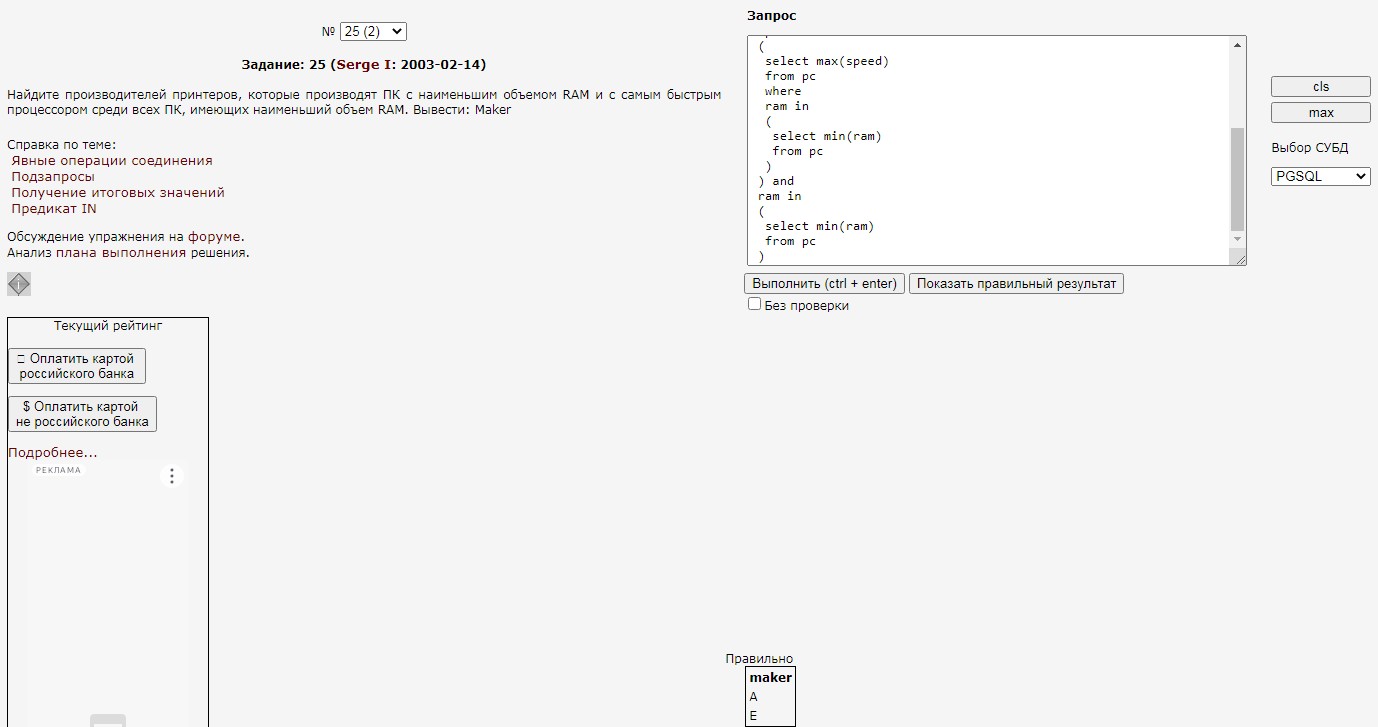 № 25 (2)
Задание: 25 (Serge I: 2003-02-14)
Найдите производителей принтеров, которые производят ПК с наименьшим объемом RAM и с самым быстрым
процессором среди всех ПК, имеющих наименьший объем RAM. Вывести: Maker
Справка по теме:
Явные операции соединения
Подзапросы
Получение итоговых значений
Предикат IN
Обсуждение упражнения на форуме.
Анализ плана выполнения решения.
Текущий рейтинг
Оплатить картой
российского банка
$ Оплатить картой
не российского банка
Подробнее...
РЕКЛАМА
Запрос
(
select max(speed)
from pc
where
ram in
(
select min(ram)
from pc
)
) and
ram in
(
select min(ram)
from pc
)
cls
max
Выбор СУБД
PGSQL
Выполнить (ctrl + enter) Показать правильный результат
Без проверки
Правильно
maker
A
E